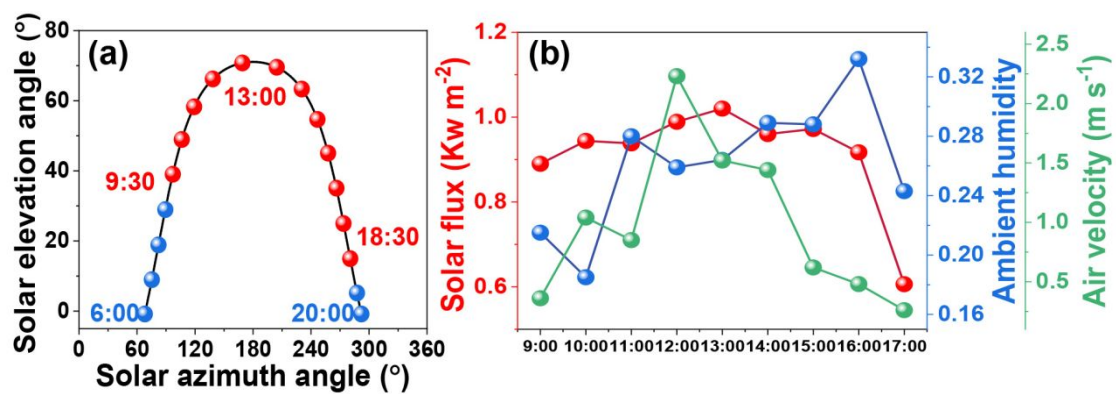 (a)
Solar elevation angle (°)
80
60
40
20
0
9:30
13:00
18:30
6:00
20:00
0 60 120 180 240 300 360
Solar azimuth angle (°)
(b)
Solar flux (Kw m⁻²)
1.2
1.0
0.8
0.6
9:00 10:00 11:00 12:00 13:00 14:00 15:00 16:00 17:00
0.32
0.28
0.24
0.20
0.16
Ambient humidity
2.5
2.0
1.5
1.0
0.5
Air velocity (m s⁻¹)